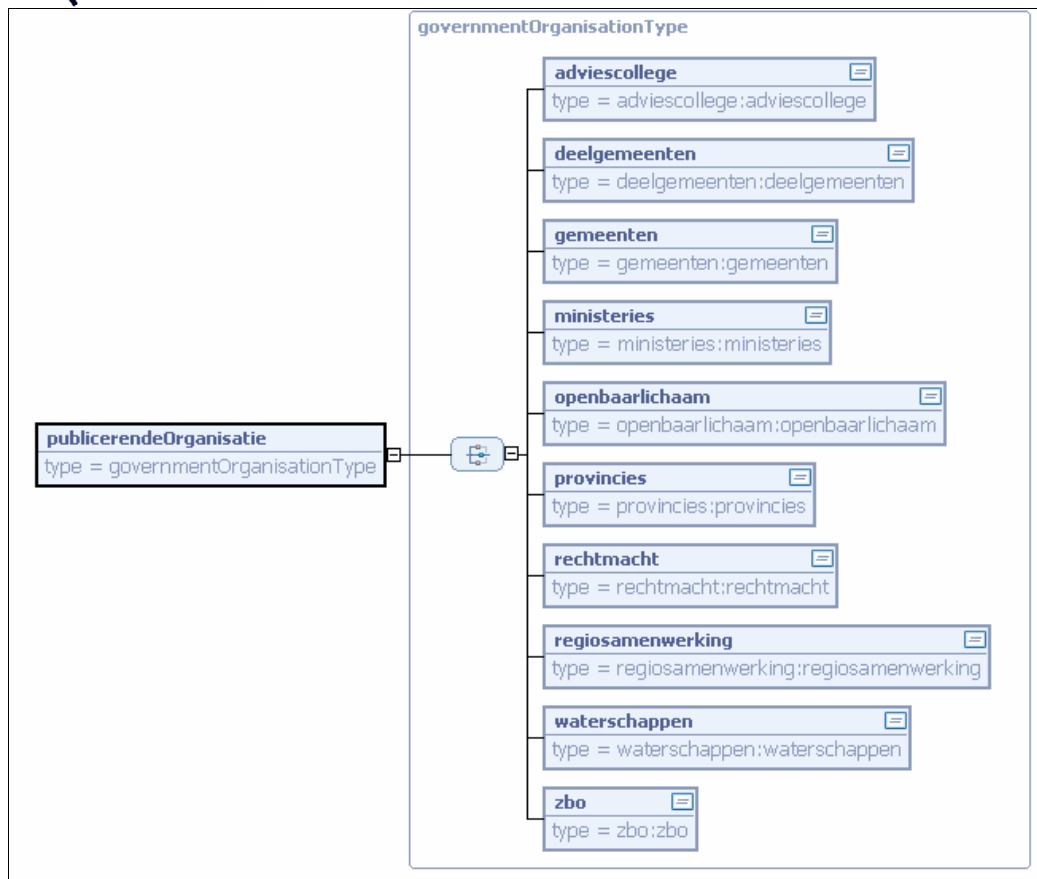 governmentOrganisationType
adviescollege
type = adviescollege:adviescollege
deelgemeenten
type = deelgemeenten:deelgemeenten
gemeenten
type = gemeenten:gemeenten
ministeries
type = ministeries:ministeries
openbaarlichaam
type = openbaarlichaam:openbaarlichaam
publicerendeOrganisatie
type = governmentOrganisationType
provincies
type = provincies:provincies
rechtmacht
type = rechtmacht:rechtmacht
regiosamenwerking
type = regiosamenwerking:regiosamenwerking
waterschappen
type = waterschappen:waterschappen
zbo
type = zbo:zbo